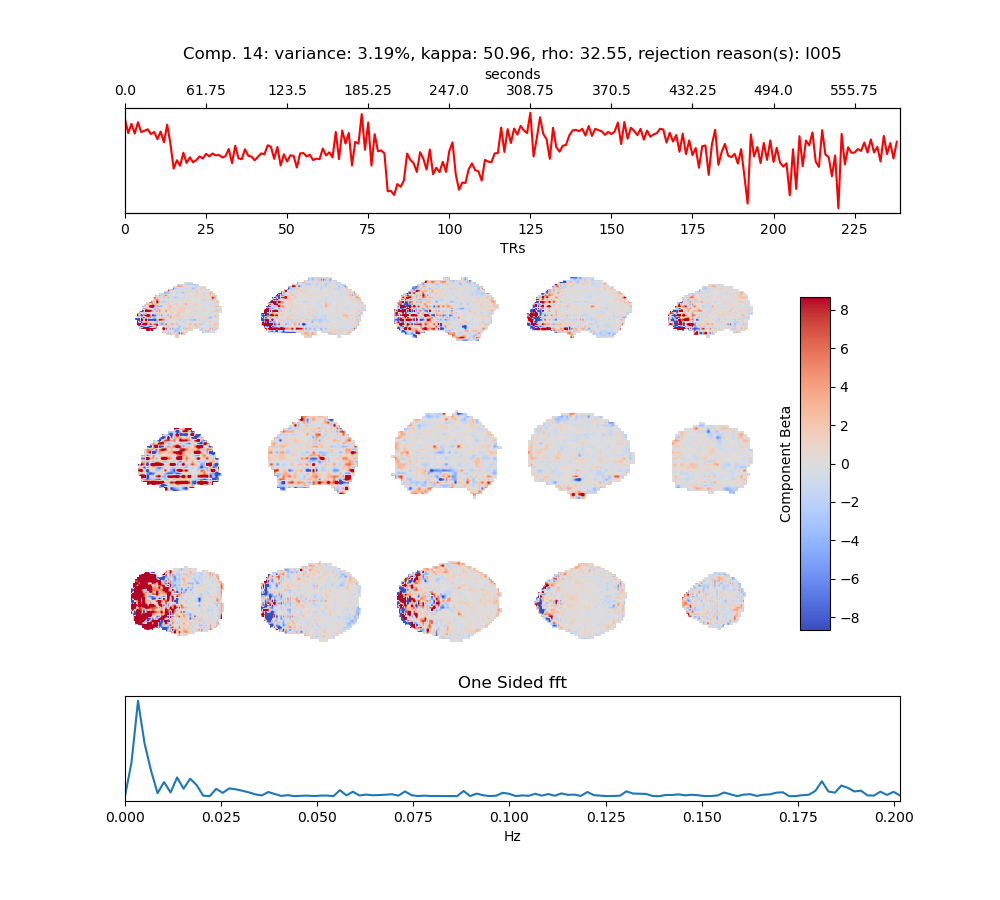 Comp. 14: variance: 3.19%, kappa: 50.96, rho: 32.55, rejection reason(s): I005
seconds
0.0 61.75 123.5 185.25 247.0 308.75 370.5 432.25 494.0 555.75
0 25 50 75 100 125 150 175 200 225
TRs
8
6
4
2
0
−2
−4
−6
−8
Component Beta
One Sided fft
0.000 0.025 0.050 0.075 0.100 0.125 0.150 0.175 0.200
Hz